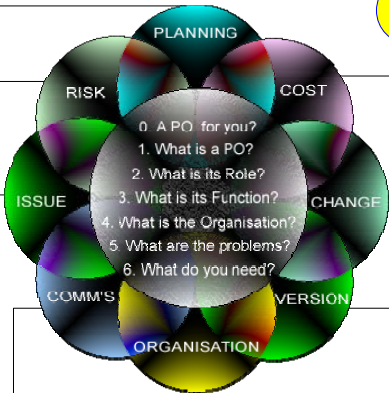 PLANNING
RISK
COST
0. A PO for you?
1. What is a PO?
2. What is its Role?
3. What is its Function?
ISSUE
CHANGE
4. What is the Organisation?
5. What are the problems?
6. What do you need?
COMM'S
VERSION
ORGANISATION